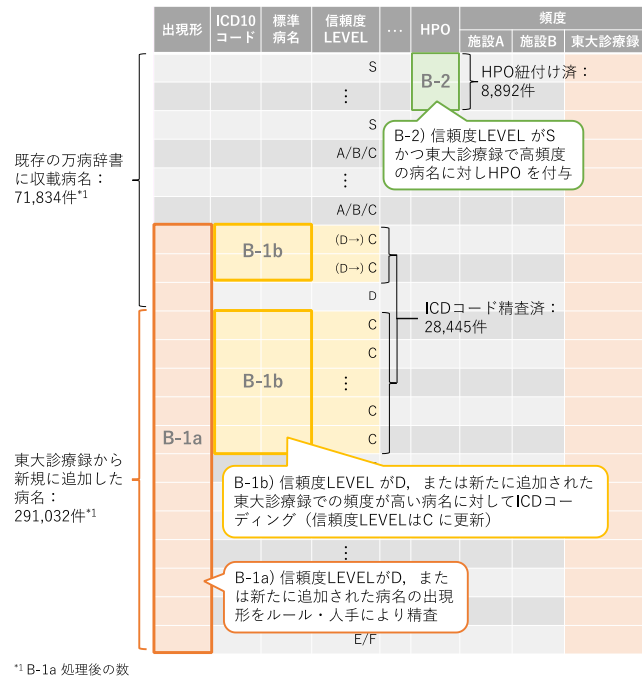 出現形
ICD10
コード
標準
病名
信頼度
LEVEL
…
HPO
頻度
施設A
施設B
東大診療録
S
⋮
S
A/B/C
⋮
A/B/C
(D→) C
(D→) C
D
C
C
⋮
C
C
⋮
E/F
B-2
HPO紐付け済：
8,892件
B-2) 信頼度LEVEL がS
かつ東大診療録で高頻度
の病名に対しHPO を付与
既存の万病辞書
に収載病名：
71,834件*1
B-1b
ICDコード精査済：
28,445件
B-1b
B-1a
東大診療録から
新規に追加した
病名：
291,032件*1
B-1b) 信頼度LEVEL がD，または新たに追加された
東大診療録での頻度が高い病名に対してICDコー
ディング（信頼度LEVELはC に更新）
B-1a) 信頼度LEVELがD，また
は新たに追加された病名の出現
形をルール・人手により精査
*1 B-1a 処理後の数